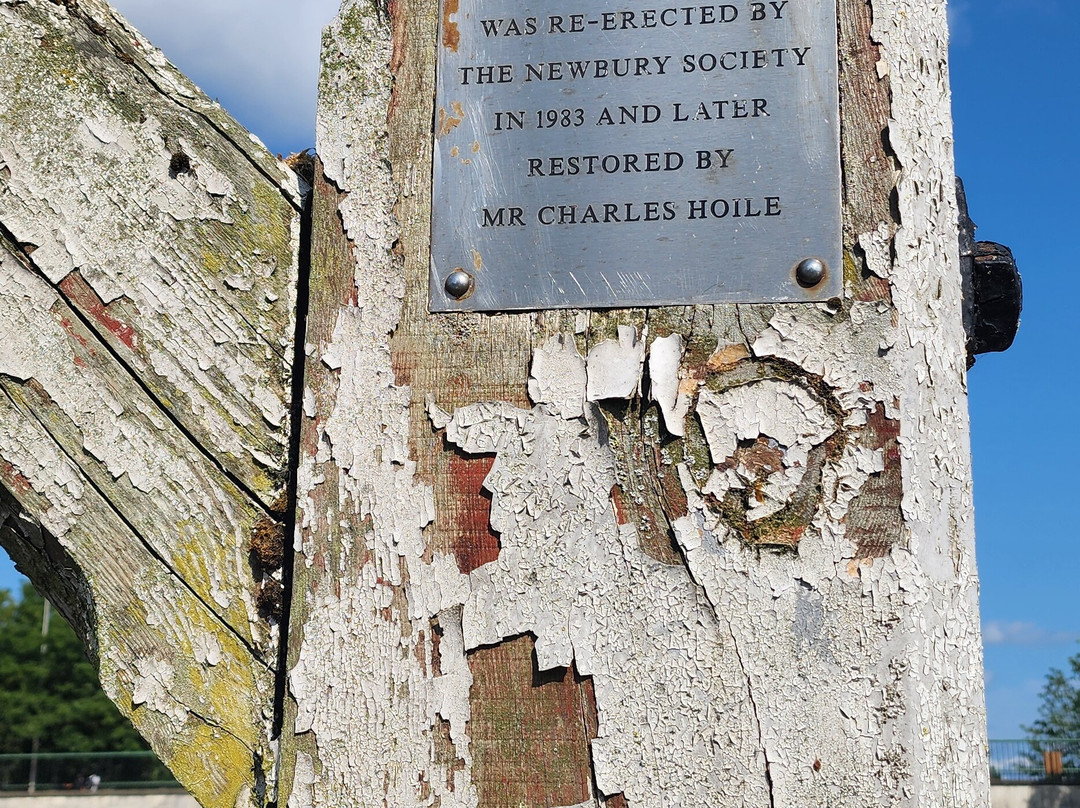 WAS RE-ERECTED BY
THE NEWBURY SOCIETY
IN 1983 AND LATER
RESTORED BY
MR CHARLES HOILE